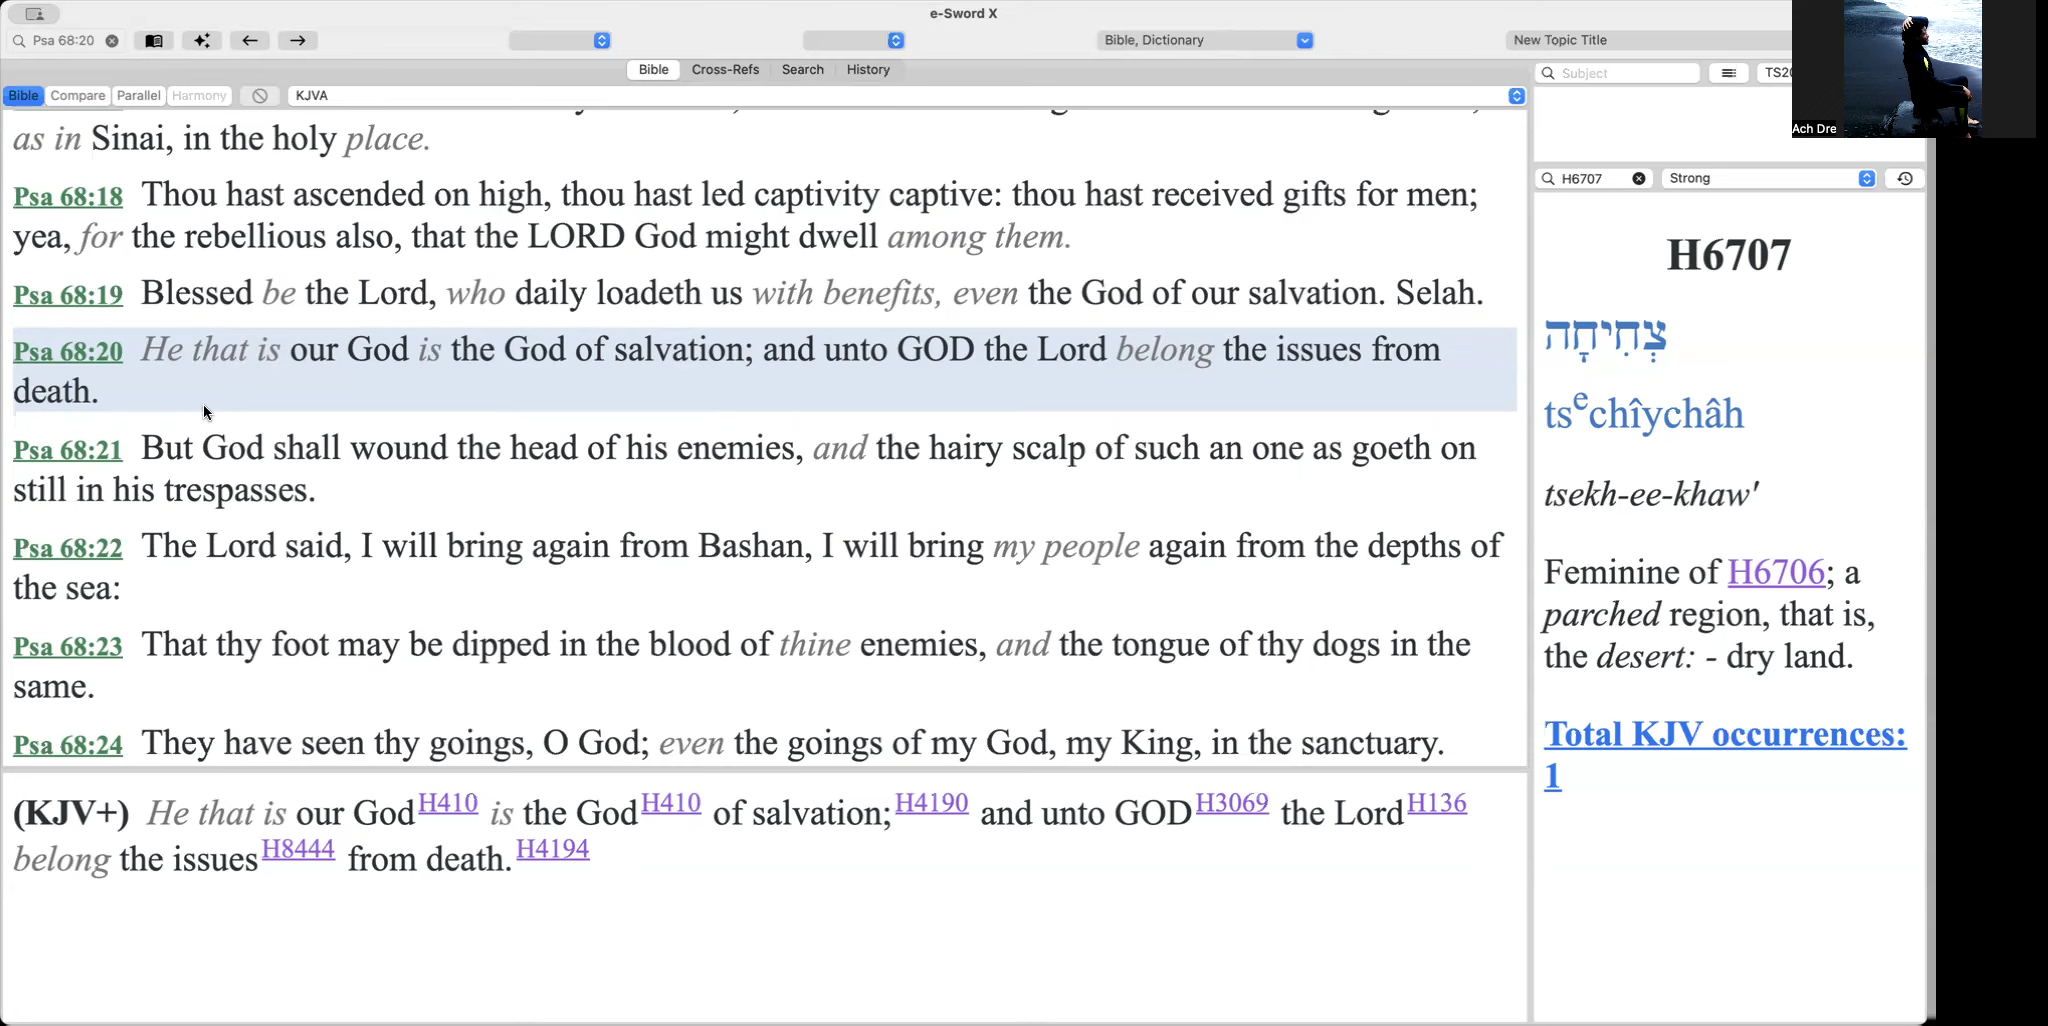 e-Sword X
Psa 68:20
Bible, Dictionary
New Topic Title
Bible Cross-Refs Search History
Subject
Bible Compare Parallel Harmony
KJVA
Ach Dre
as in Sinai, in the holy place.
Psa 68:18 Thou hast ascended on high, thou hast led captivity captive: thou hast received gifts for men;
yea, for the rebellious also, that the LORD God might dwell among them.
Psa 68:19 Blessed be the Lord, who daily loadeth us with benefits, even the God of our salvation. Selah.
Psa 68:20 He that is our God is the God of salvation; and unto GOD the Lord belong the issues from
death.
Psa 68:21 But God shall wound the head of his enemies, and the hairy scalp of such an one as goeth on
still in his trespasses.
Psa 68:22 The Lord said, I will bring again from Bashan, I will bring my people again from the depths of
the sea:
Psa 68:23 That thy foot may be dipped in the blood of thine enemies, and the tongue of thy dogs in the
same.
Psa 68:24 They have seen thy goings, O God; even the goings of my God, my King, in the sanctuary.
(KJV+) He that is our God H410 is the God H410 of salvation; H4190 and unto GOD H3069 the Lord H136
belong the issues H8444 from death. H4194
H6707
Strong
H6707
צְחִיחָה
tsechîychâh
tsekh-ee-khaw'
Feminine of H6706; a
parched region, that is,
the desert: - dry land.
Total KJV occurrences:
1